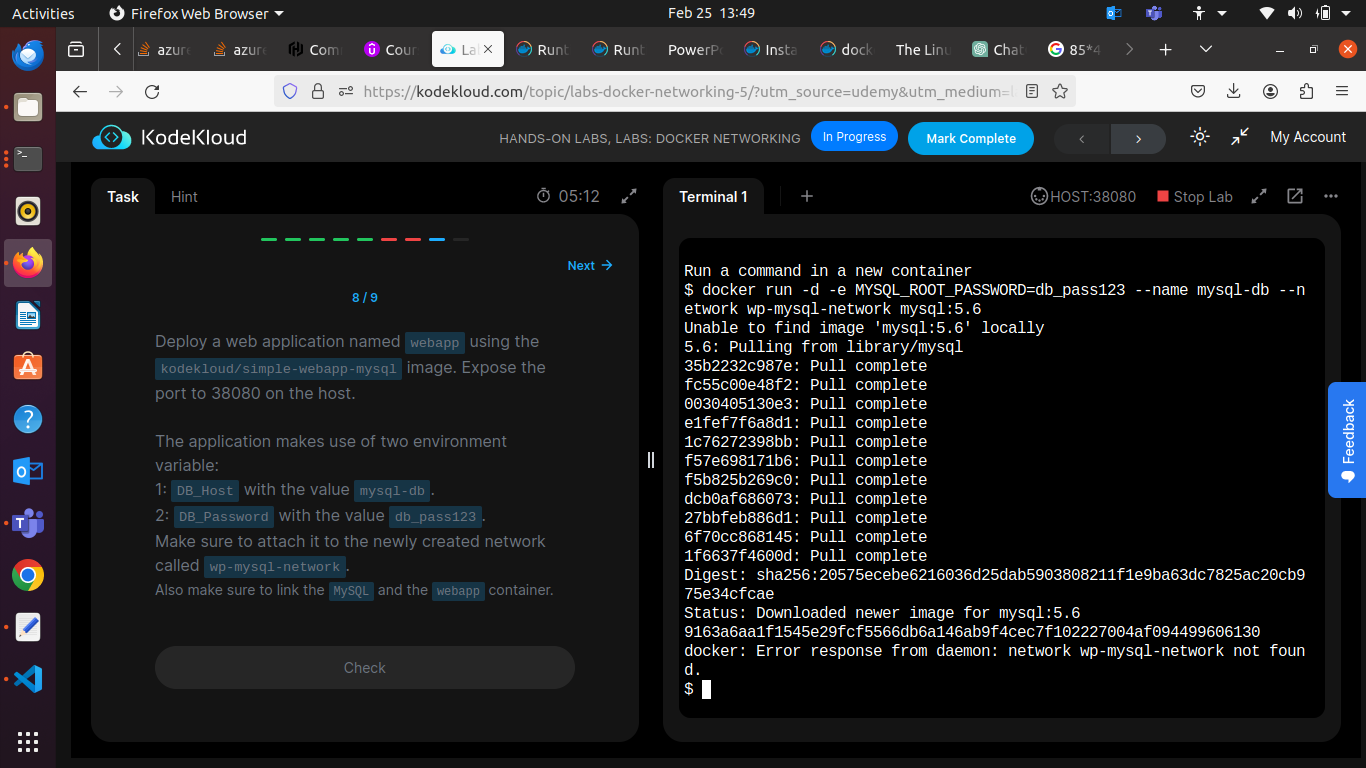 Activities
Firefox Web Browser
Feb 25 13:49
azure
azure
Com
Cour
La
Runt
Runt
PowerPo
Insta
dock
The Linu
Chat
85*4
https://kodekloud.com/topic/labs-docker-networking-5/?utm_source=udemy&utm_medium=
KodeKloud
HANDS-ON LABS, LABS: DOCKER NETWORKING
In Progress
Mark Complete
My Account
Task
Hint
05:12
Next
8 / 9
Deploy a web application named webapp using the
kodekloud/simple-webapp-mysql image. Expose the
port to 38080 on the host.
The application makes use of two environment
variable:
1: DB_Host with the value mysql-db.
2: DB_Password with the value db_pass123.
Make sure to attach it to the newly created network
called wp-mysql-network.
Also make sure to link the MySQL and the webapp container.
Check
Terminal 1
HOST:38080
Stop Lab
Run a command in a new container
$ docker run -d -e MYSQL_ROOT_PASSWORD=db_pass123 --name mysql-db --n
etwork wp-mysql-network mysql:5.6
Unable to find image 'mysql:5.6' locally
5.6: Pulling from library/mysql
35b2232c987e: Pull complete
fc55c00e48f2: Pull complete
0030405130e3: Pull complete
e1fef7f6a8d1: Pull complete
1c76272398bb: Pull complete
f57e698171b6: Pull complete
f5b825b269c0: Pull complete
dcb0af686073: Pull complete
27bbfeb886d1: Pull complete
6f70cc868145: Pull complete
1f6637f4600d: Pull complete
Digest: sha256:20575ecebe6216036d25dab5903808211f1e9ba63dc7825ac20cb9
75e34cfcae
Status: Downloaded newer image for mysql:5.6
9163a6aa1f1545e29fcf5566db6a146ab9f4cec7f102227004af094499606130
docker: Error response from daemon: network wp-mysql-network not foun
d.
$
Feedback